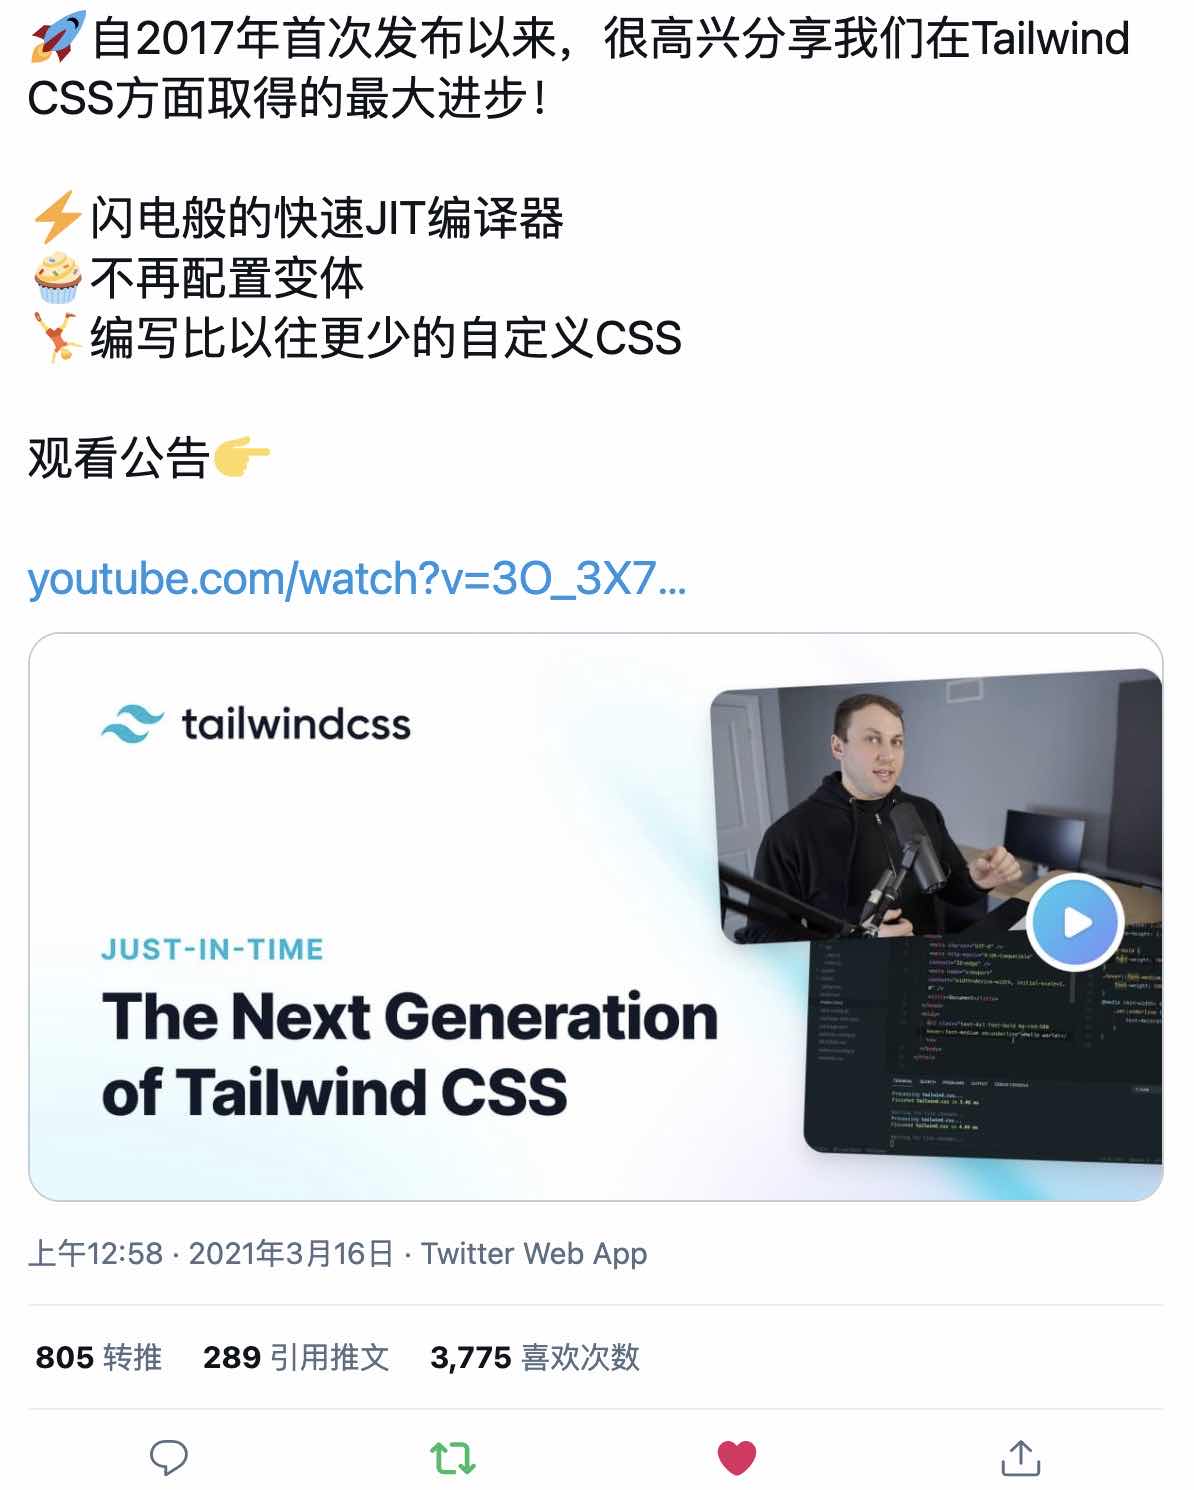 🚀自2017年首次发布以来，很高兴分享我们在Tailwind
CSS方面取得的最大进步！
⚡闪电般的快速JIT编译器
🧁不再配置变体
🤸编写比以往更少的自定义CSS
观看公告👉
youtube.com/watch?v=3O_3X7…
tailwindcss
JUST-IN-TIME
The Next Generation
of Tailwind CSS
上午12:58 · 2021年3月16日 · Twitter Web App
805 转推 289 引用推文 3,775 喜欢次数